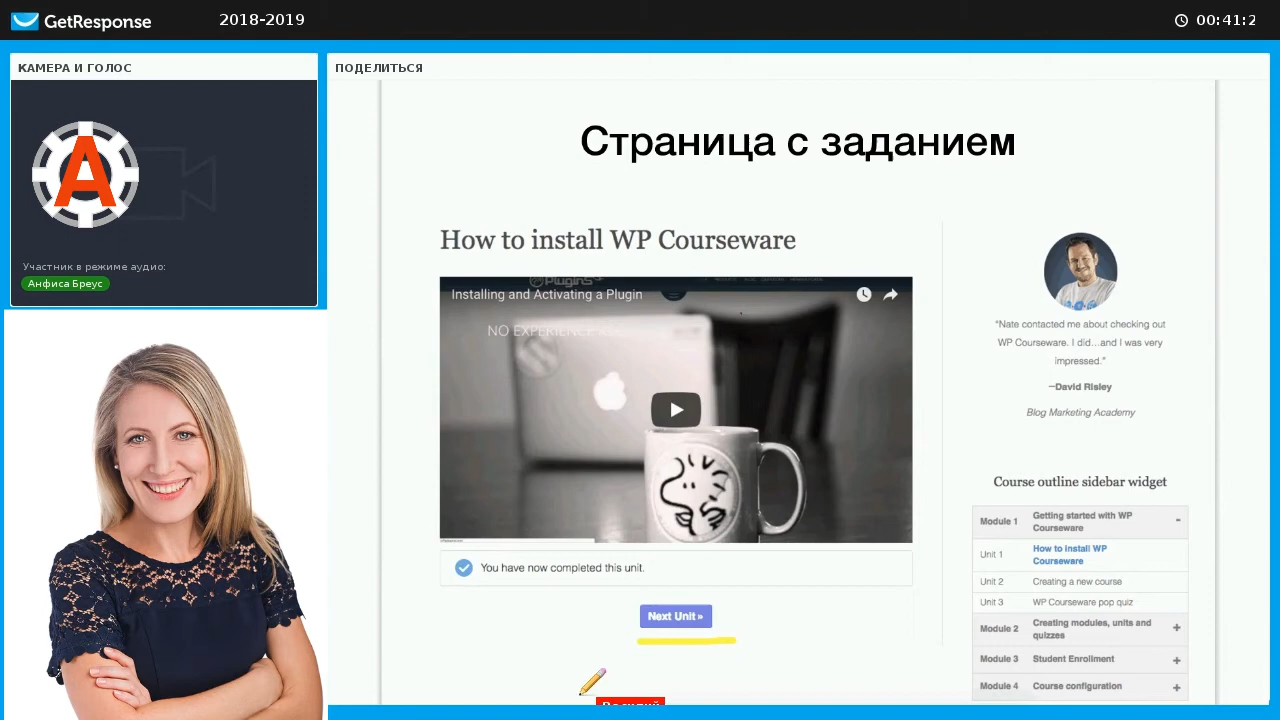 GetResponse
2018-2019
00:41:2
КАМЕРА И ГОЛОС
ПОДЕЛИТЬСЯ
A
Участник в режиме аудио:
Анфиса Бреус
Страница с заданием
How to install WP Courseware
Installing and Activating a Plugin
NO EXPERIENCE
"Nate contacted me about checking out
WP Courseware. I did...and I was very
impressed."
—David Risley
Blog Marketing Academy
Course outline sidebar widget
Module 1 Getting started with WP Courseware -
Unit 1 How to install WP Courseware
Unit 2 Creating a new course
Unit 3 WP Courseware pop quiz
Module 2 Creating modules, units and quizzes +
Module 3 Student Enrollment +
Module 4 Course configuration +
You have now completed this unit.
Next Unit »
Василий